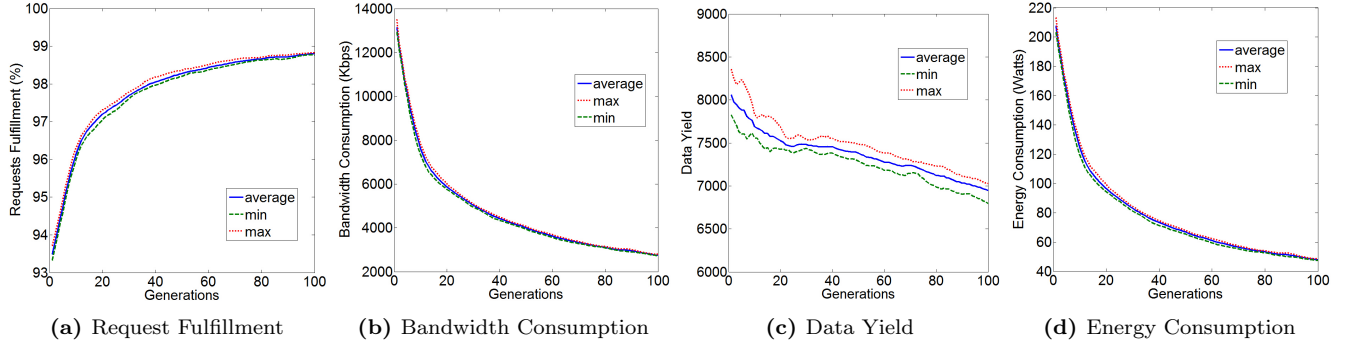 100
99
98
97
96
95
94
93
0
20
40
60
80
100
Requests Fulfillment (%)
Generations
average
min
max
(a) Request Fulfillment
14000
12000
10000
8000
6000
4000
2000
0
20
40
60
80
100
Bandwidth Consumption (Kbps)
Generations
average
max
min
(b) Bandwidth Consumption
9000
8500
8000
7500
7000
6500
6000
0
20
40
60
80
100
Data Yield
Generations
average
min
max
(c) Data Yield
220
200
180
160
140
120
100
80
60
40
0
20
40
60
80
100
Energy Consumption (Watts)
Generations
average
max
min
(d) Energy Consumption